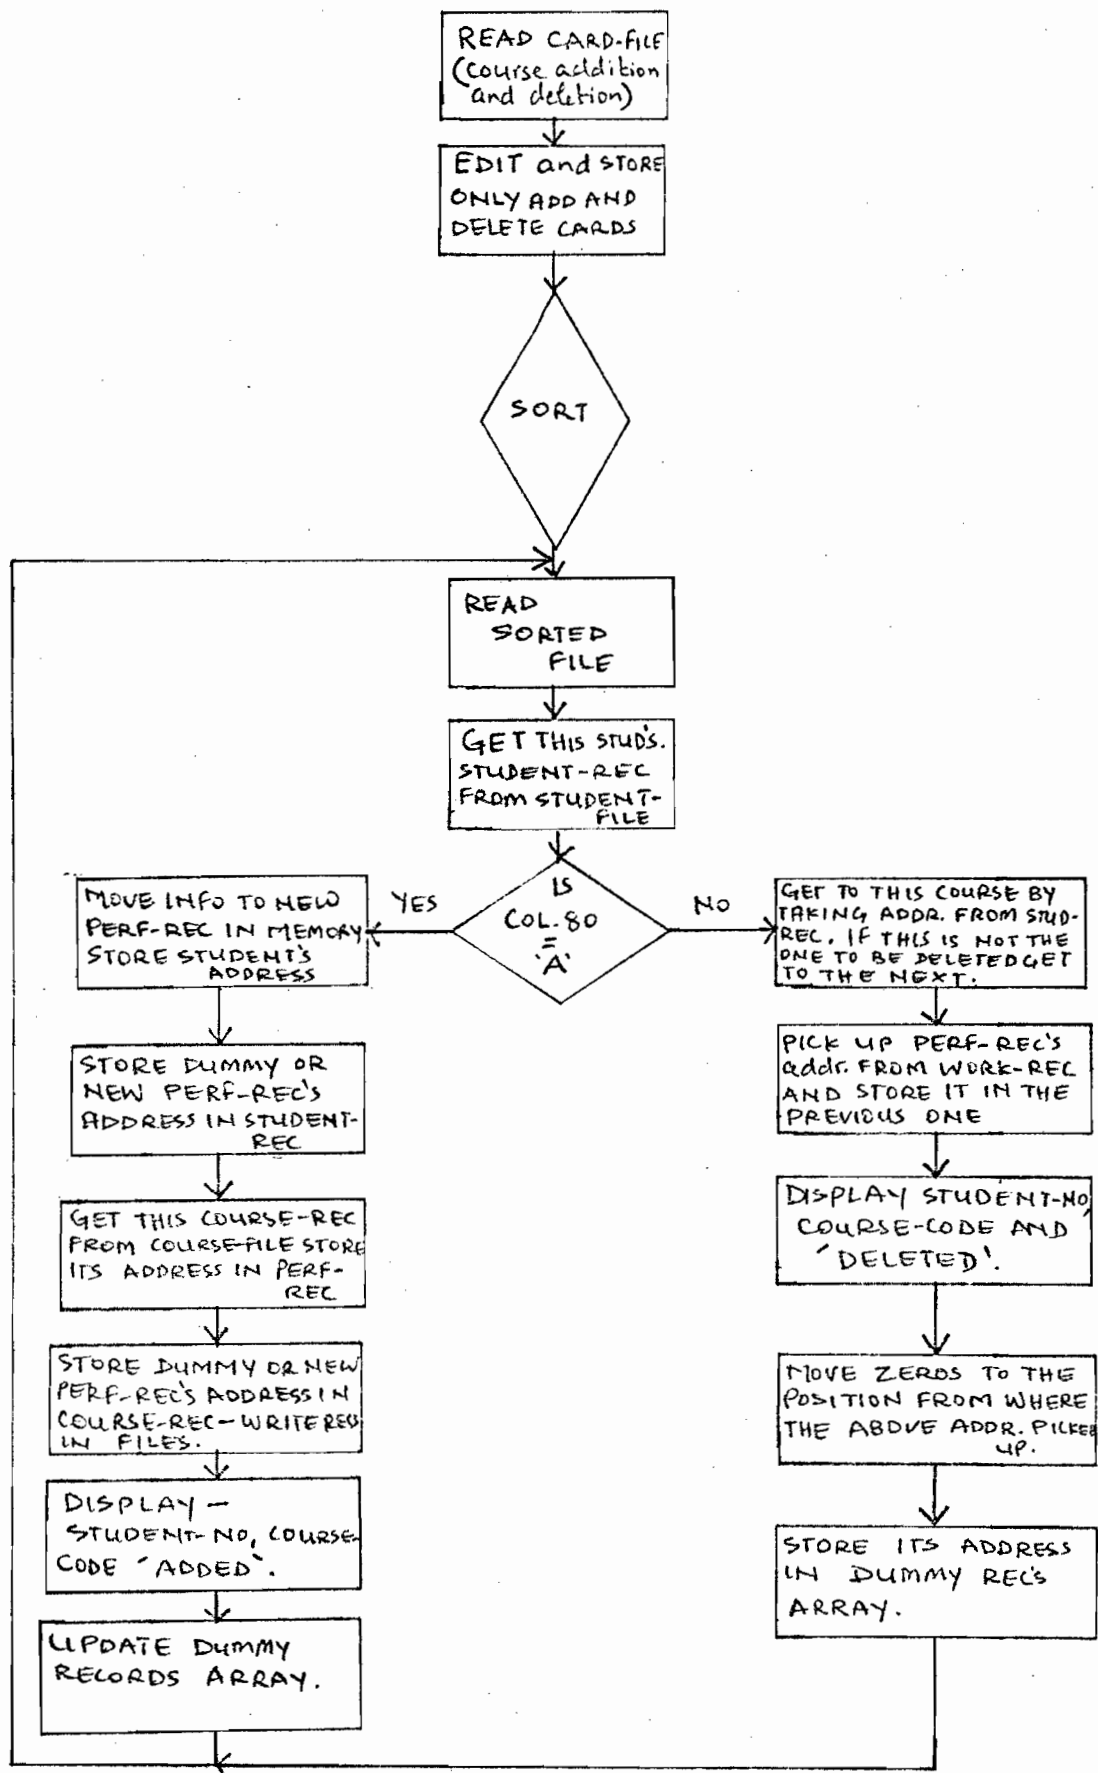 READ CARD-FILE
(course addition
and deletion)
EDIT and STORE
ONLY ADD AND
DELETE CARDS
SORT
READ
SORTED
FILE
GET THIS STUD'S.
STUDENT-REC
FROM STUDENT-
FILE
IS
COL. 80
=
'A'
YES
NO
MOVE INFO TO NEW
PERF-REC IN MEMORY
STORE STUDENT'S
ADDRESS
STORE DUMMY OR
NEW PERF-REC'S
ADDRESS IN STUDENT-
REC
GET THIS COURSE-REC
FROM COURSE-FILE STORE
ITS ADDRESS IN PERF-
REC
STORE DUMMY OR NEW
PERF-REC'S ADDRESS IN
COURSE-REC-WRITE RECS
IN FILES.
DISPLAY -
STUDENT-NO, COURSE-
CODE 'ADDED'.
UPDATE DUMMY
RECORDS ARRAY.
GET TO THIS COURSE BY
TAKING ADDR. FROM STUD-
REC. IF THIS IS NOT THE
ONE TO BE DELETED GET
TO THE NEXT.
PICK UP PERF-REC's
addr. FROM WORK-REC
AND STORE IT IN THE
PREVIOUS ONE
DISPLAY STUDENT-NO,
COURSE-CODE AND
'DELETED'.
MOVE ZEROS TO THE
POSITION FROM WHERE
THE ABOVE ADDR. PICKED
UP.
STORE ITS ADDRESS
IN DUMMY REC'S
ARRAY.